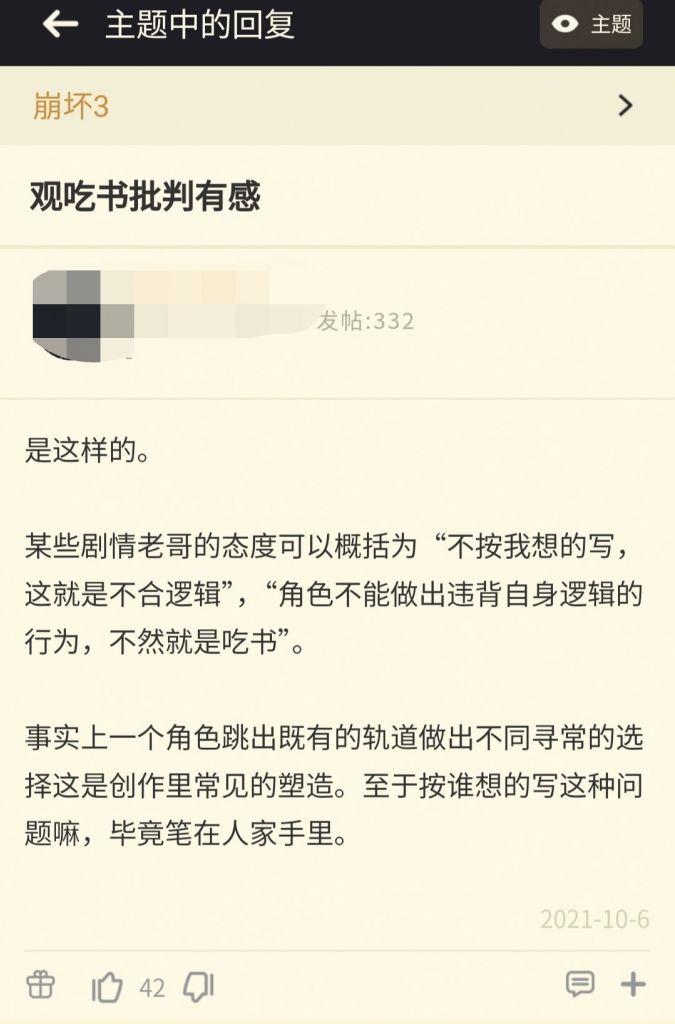 主题中的回复
主题
崩坏3
观吃书批判有感
发帖:332
是这样的。
某些剧情老哥的态度可以概括为“不按我想的写，
这就是不合逻辑”，“角色不能做出违背自身逻辑的
行为，不然就是吃书”。
事实上一个角色跳出既有的轨道做出不同寻常的选
择这是创作里常见的塑造。至于按谁想的写这种问
题嘛，毕竟笔在人家手里。
2021-10-6
42